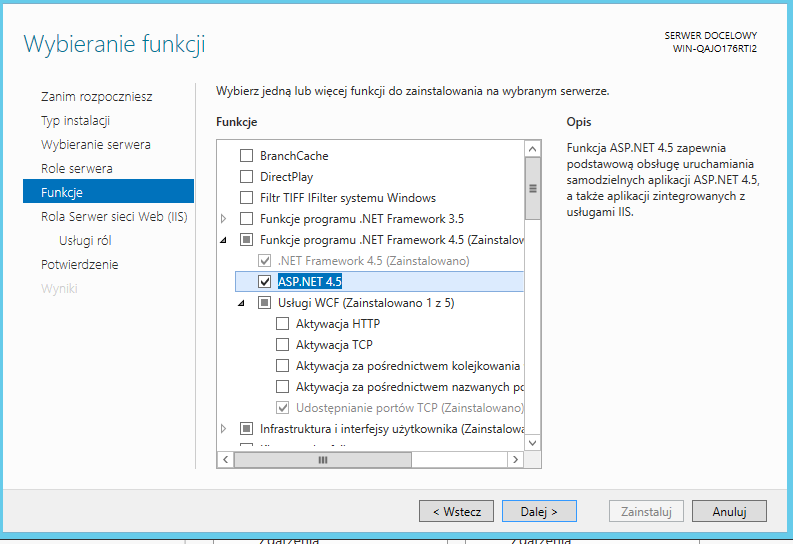 Wybieranie funkcji
SERWER DOCELOWY
WIN-QAJO176RTI2
Zanim rozpoczniesz
Typ instalacji
Wybieranie serwera
Role serwera
Funkcje
Rola Serwer sieci Web (IIS)
Usługi ról
Potwierdzenie
Wyniki
Wybierz jedną lub więcej funkcji do zainstalowania na wybranym serwerze.
Funkcje
BranchCache
DirectPlay
Filtr TIFF IFilter systemu Windows
Funkcje programu .NET Framework 3.5
Funkcje programu .NET Framework 4.5 (Zainstalow
.NET Framework 4.5 (Zainstalowano)
ASP.NET 4.5
Usługi WCF (Zainstalowano 1 z 5)
Aktywacja HTTP
Aktywacja TCP
Aktywacja za pośrednictwem kolejkowania
Aktywacja za pośrednictwem nazwanych po
Udostępnianie portów TCP (Zainstalowano)
Infrastruktura i interfejsy użytkownika (Zainstalowa
Opis
Funkcja ASP.NET 4.5 zapewnia
podstawową obsługę uruchamiania
samodzielnych aplikacji ASP.NET 4.5,
a także aplikacji zintegrowanych z
usługami IIS.
< Wstecz
Dalej >
Zainstaluj
Anuluj